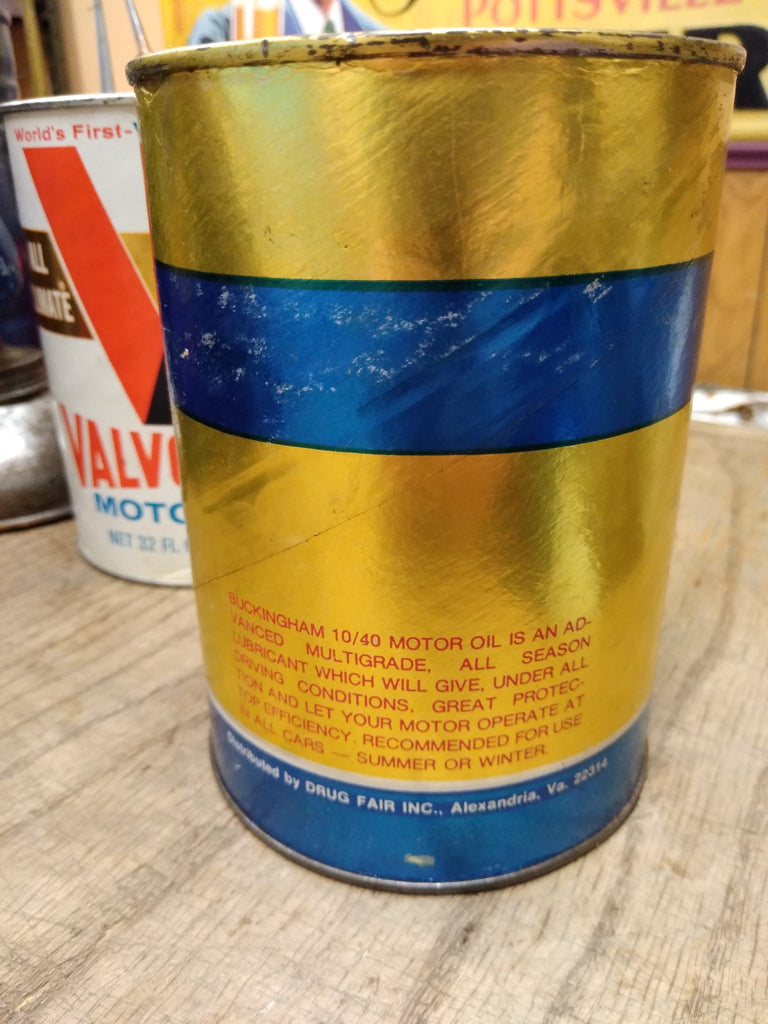 POTTSVILLE
World's First-
ALL
VALVO
MOTO
NET 32 FL.
BUCKINGHAM 10/40 MOTOR OIL IS AN AD-
VANCED MULTIGRADE, ALL SEASON
LUBRICANT WHICH WILL GIVE, UNDER ALL
DRIVING CONDITIONS, GREAT PROTEC-
TION AND LET YOUR MOTOR OPERATE AT
TOP EFFICIENCY. RECOMMENDED FOR USE
IN ALL CARS — SUMMER OR WINTER.
Distributed by DRUG FAIR INC., Alexandria, Va. 22314